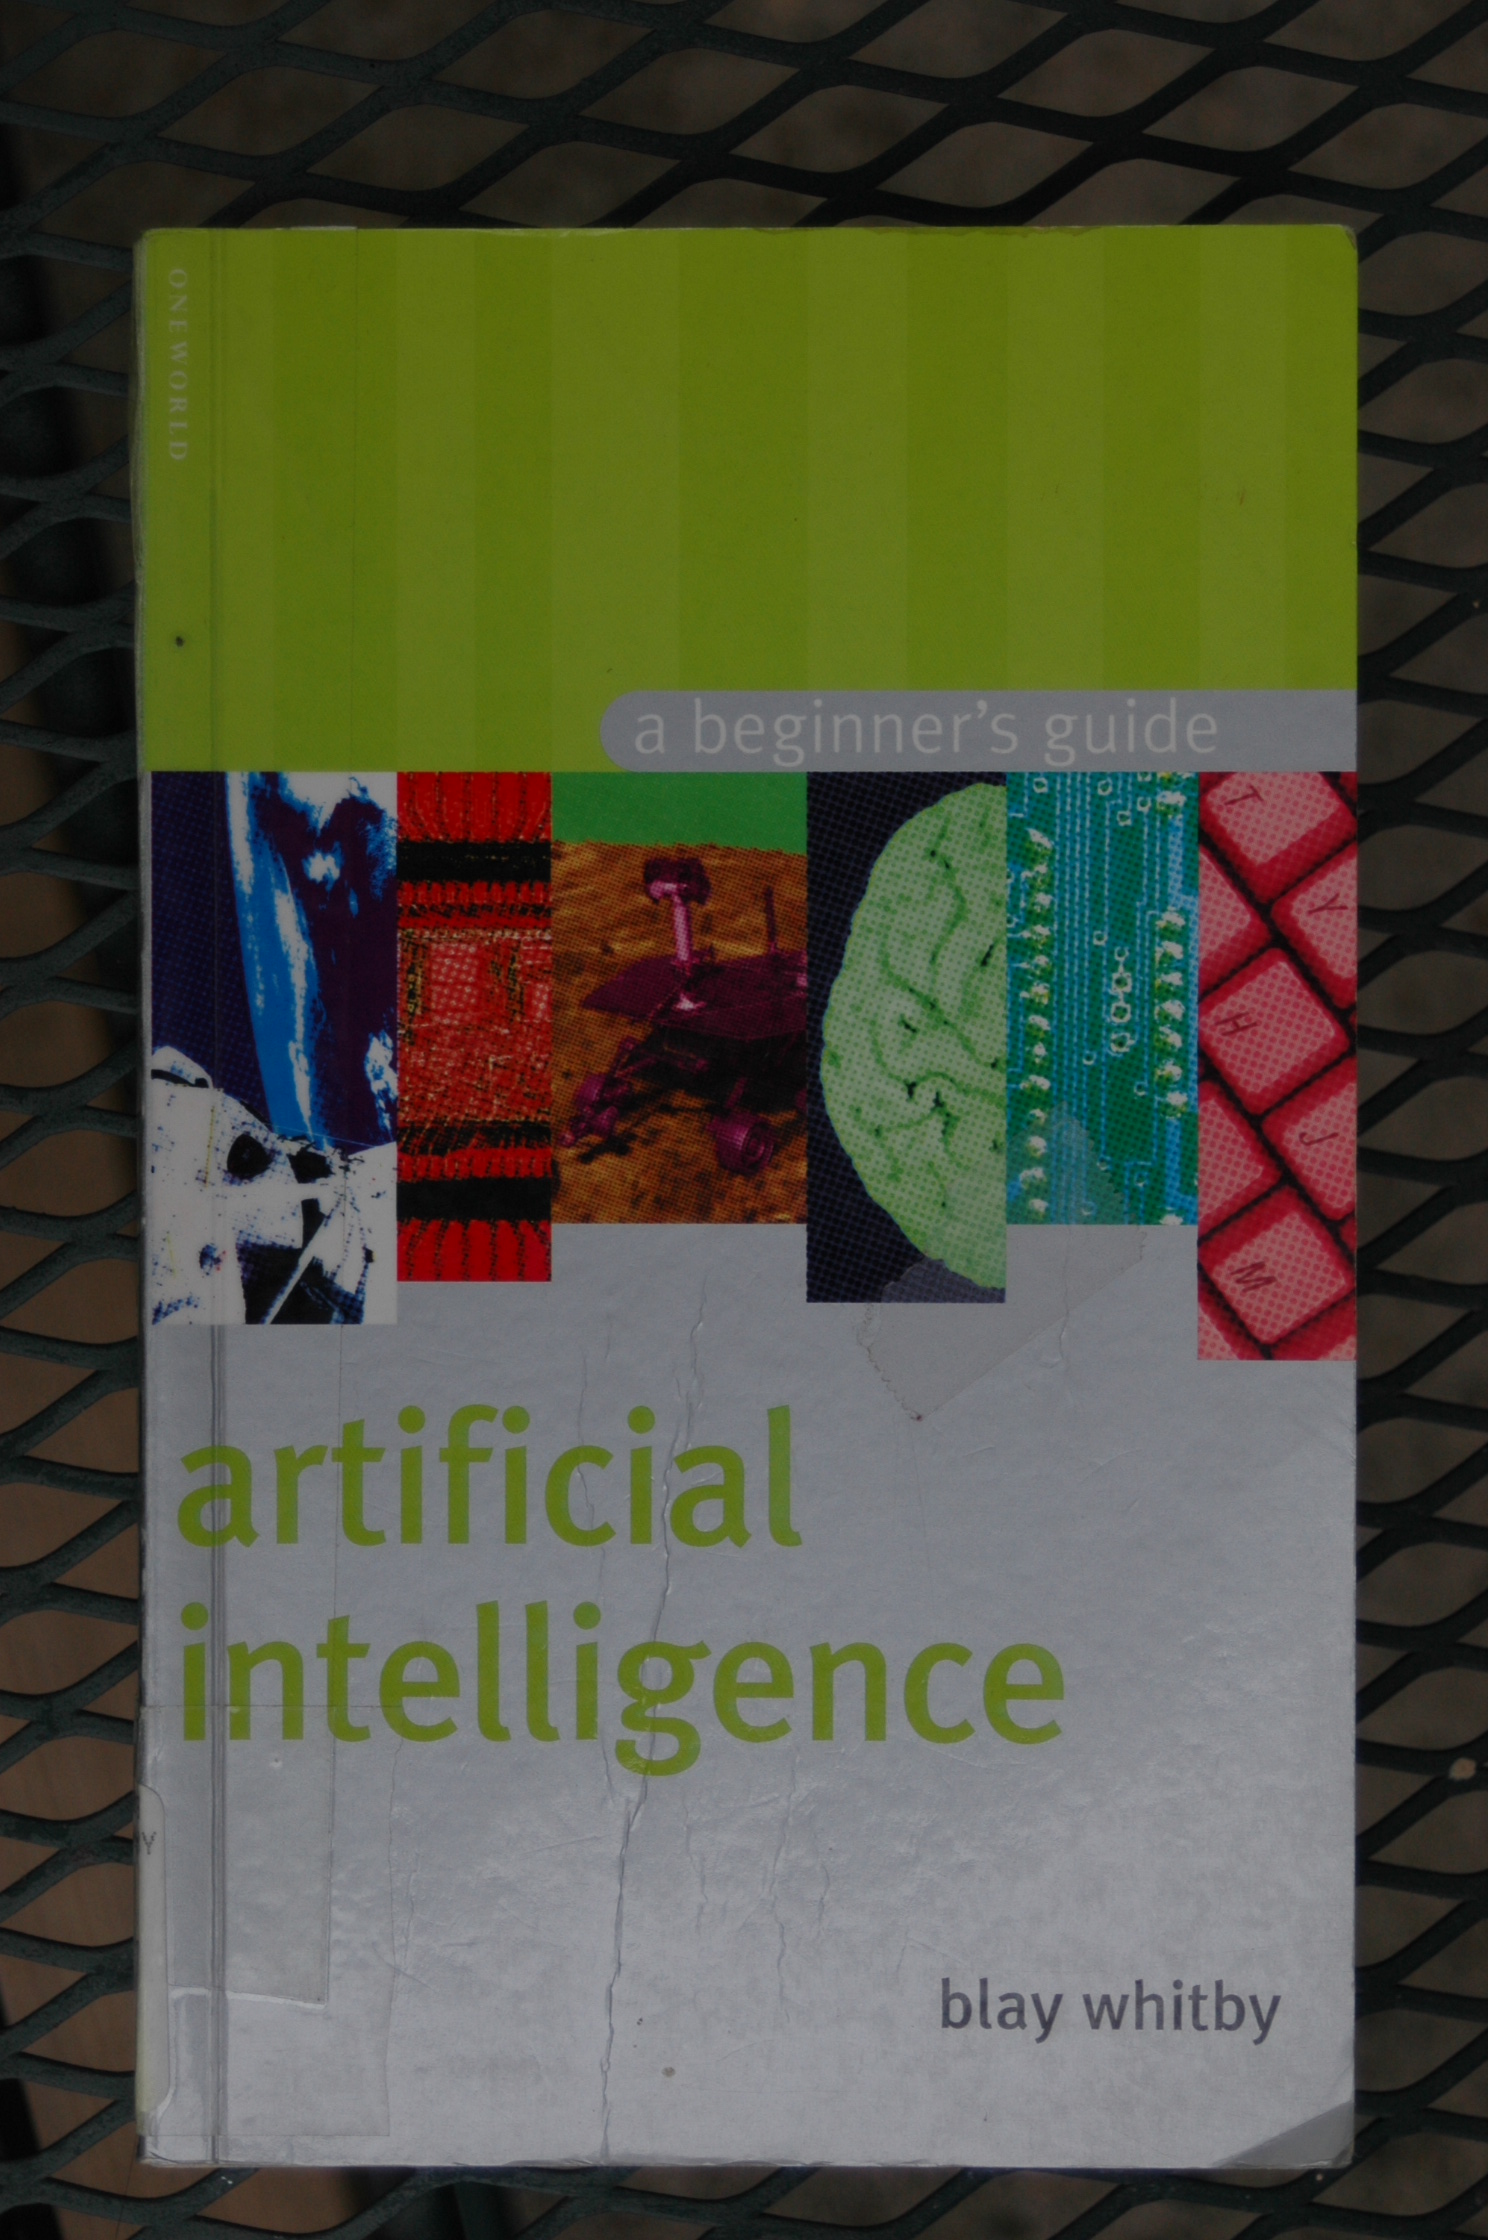 ONEWORLD
a beginner's guide
T
Y
H
J
M
artificial
intelligence
Y
blay whitby